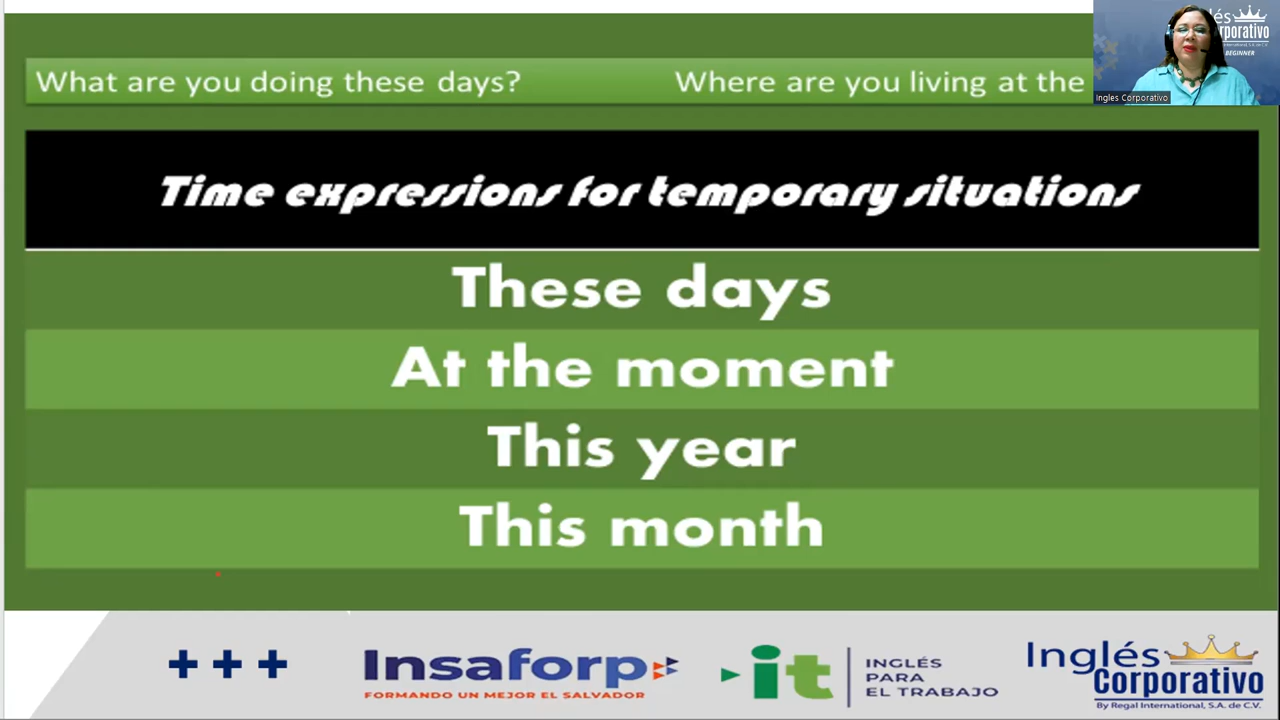 What are you doing these days? Where are you living at the
Time expressions for temporary situations
These days
At the moment
This year
This month
Ingles Corporativo
BEGINNER
+++
Insaforp
FORMANDO UN MEJOR EL SALVADOR
it
INGLÉS
PARA
EL TRABAJO
Inglés
Corporativo
By Regal International, S.A. de C.V.